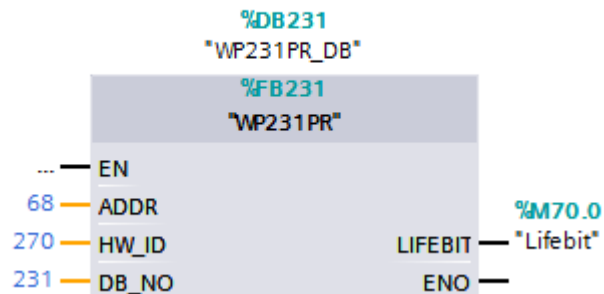 %DB231
"WP231PR_DB"
%FB231
"WP231PR"
... EN
68 ADDR
%M70.0
270 HW_ID LIFEBIT "Lifebit"
231 DB_NO ENO